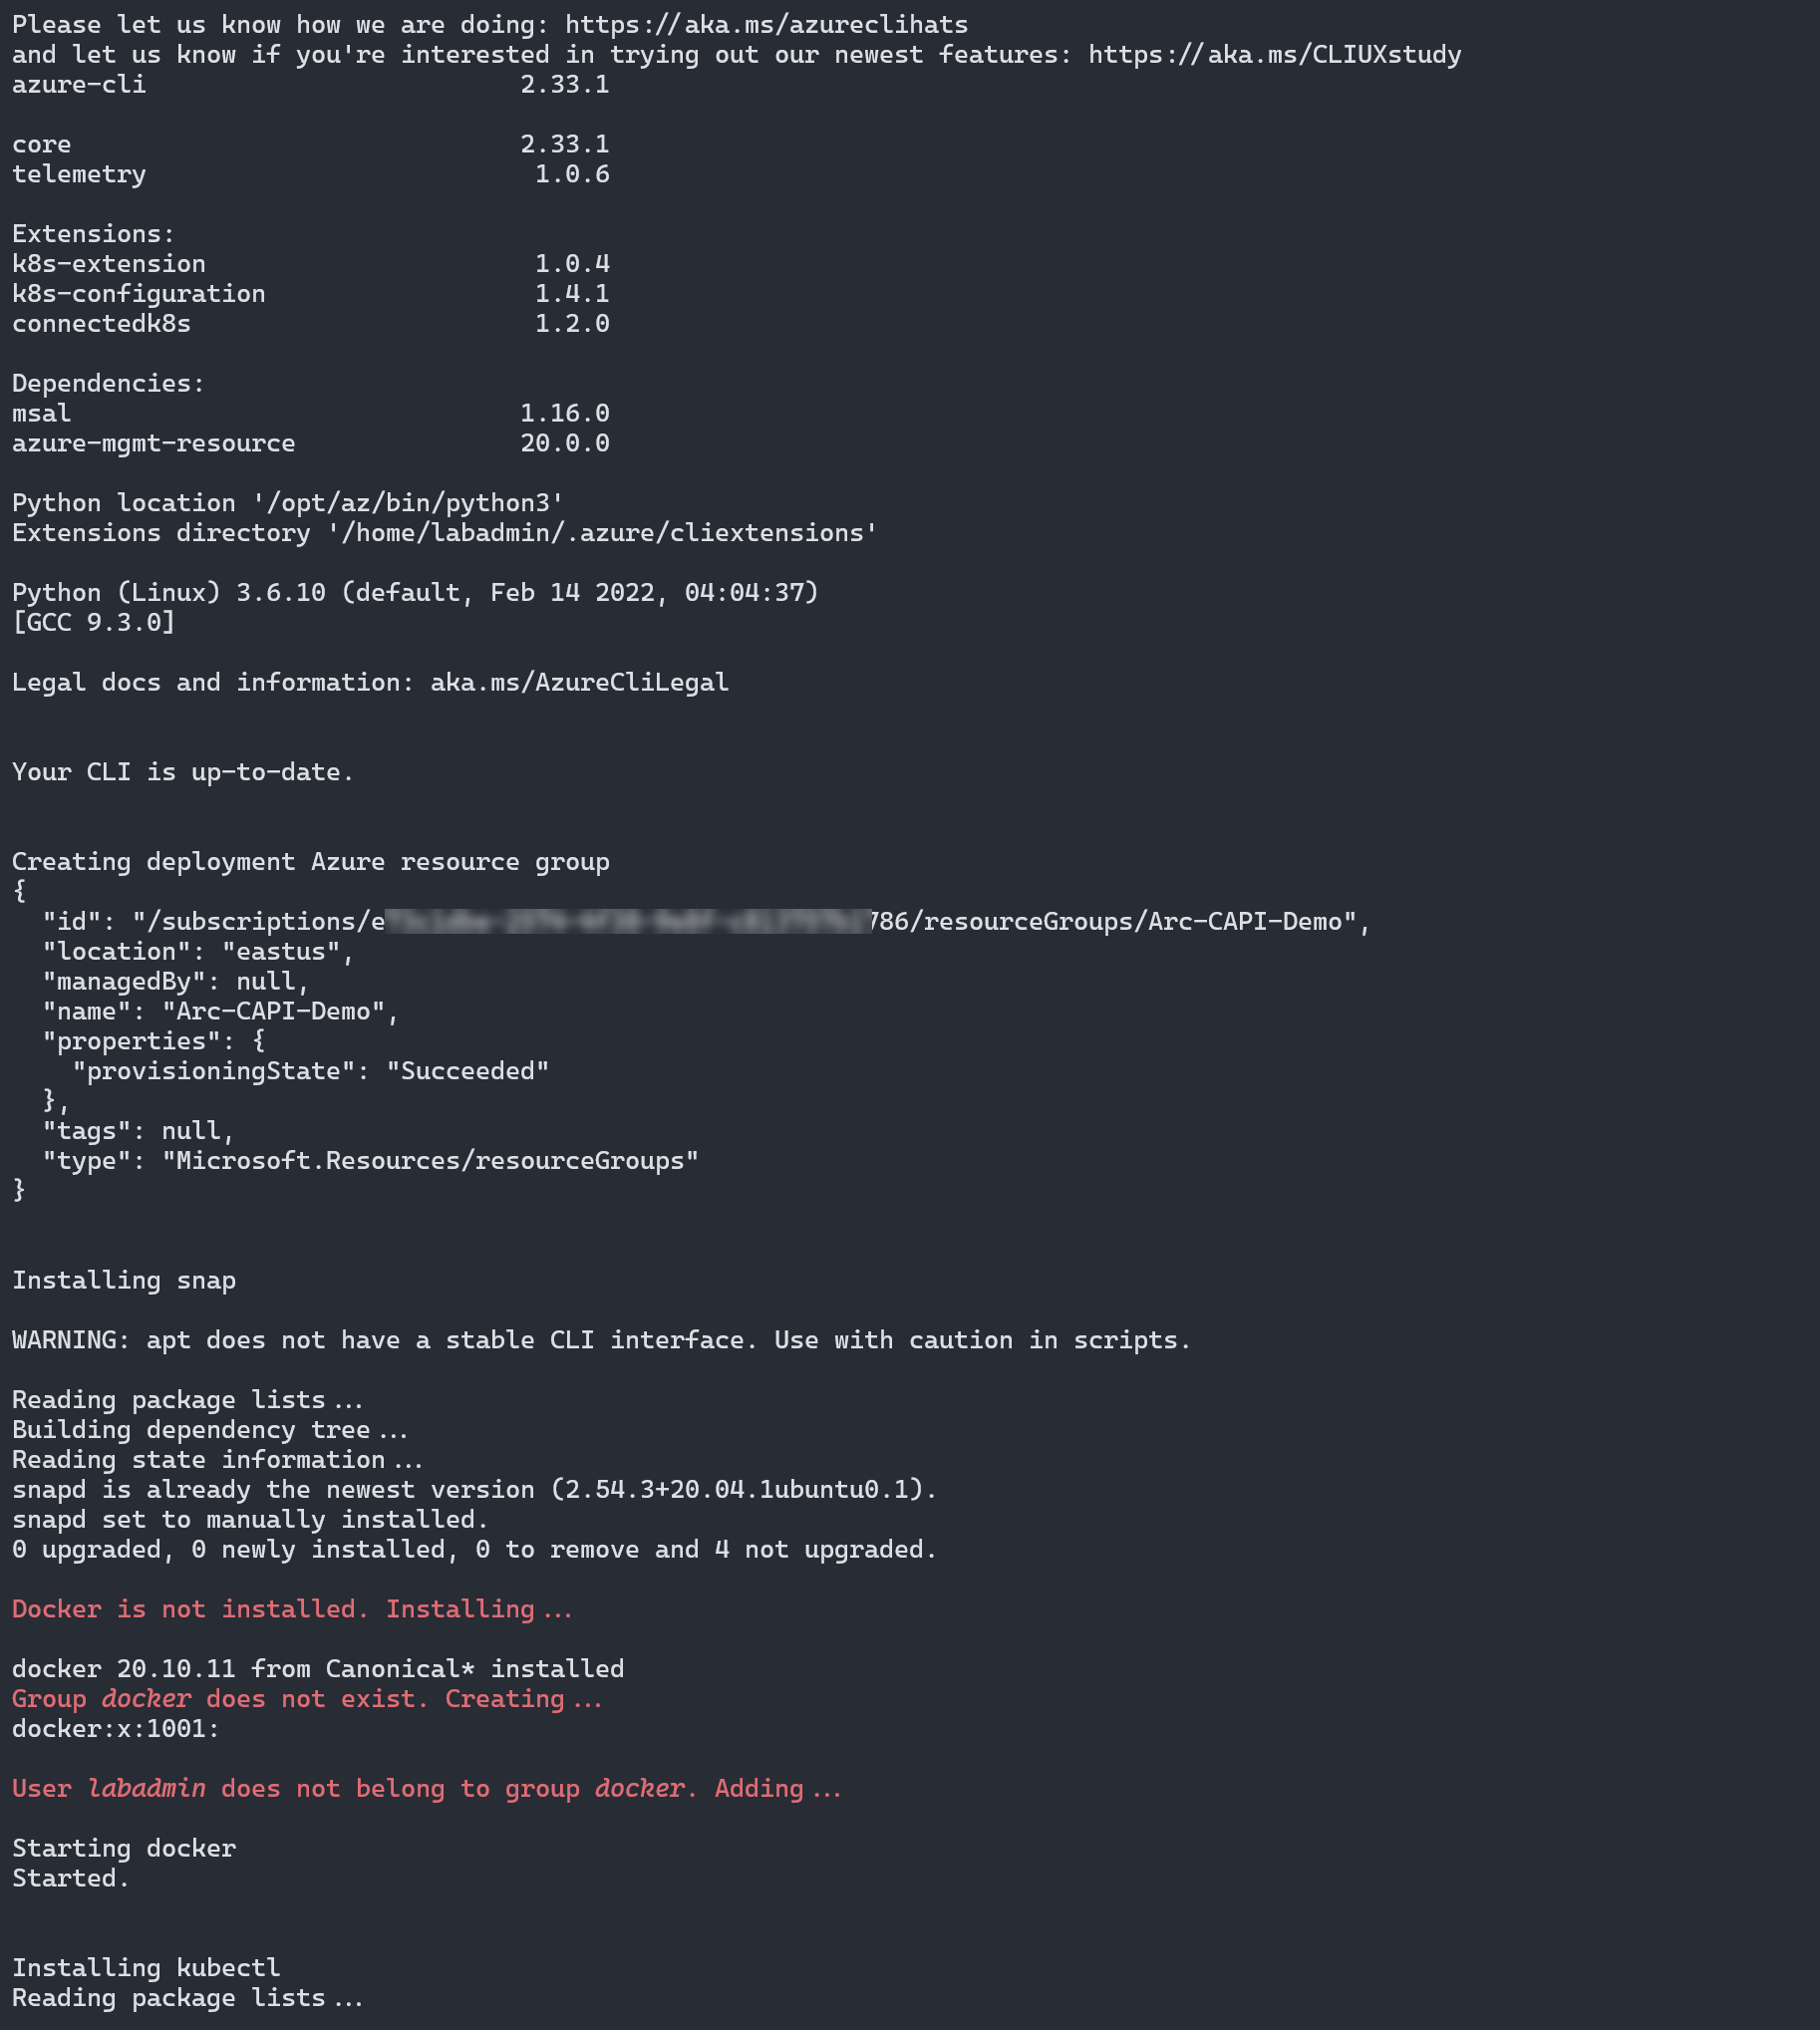 Please let us know how we are doing: https://aka.ms/azureclihats
and let us know if you're interested in trying out our newest features: https://aka.ms/CLIUXstudy
azure-cli                         2.33.1

core                              2.33.1
telemetry                          1.0.6

Extensions:
k8s-extension                      1.0.4
k8s-configuration                  1.4.1
connectedk8s                       1.2.0

Dependencies:
msal                              1.16.0
azure-mgmt-resource               20.0.0

Python location '/opt/az/bin/python3'
Extensions directory '/home/labadmin/.azure/cliextensions'

Python (Linux) 3.6.10 (default, Feb 14 2022, 04:04:37)
[GCC 9.3.0]

Legal docs and information: aka.ms/AzureCliLegal


Your CLI is up-to-date.


Creating deployment Azure resource group
{
  "id": "/subscriptions/e786/resourceGroups/Arc-CAPI-Demo",
  "location": "eastus",
  "managedBy": null,
  "name": "Arc-CAPI-Demo",
  "properties": {
    "provisioningState": "Succeeded"
  },
  "tags": null,
  "type": "Microsoft.Resources/resourceGroups"
}


Installing snap

WARNING: apt does not have a stable CLI interface. Use with caution in scripts.

Reading package lists...
Building dependency tree...
Reading state information...
snapd is already the newest version (2.54.3+20.04.1ubuntu0.1).
snapd set to manually installed.
0 upgraded, 0 newly installed, 0 to remove and 4 not upgraded.

Docker is not installed. Installing...

docker 20.10.11 from Canonical* installed
Group docker does not exist. Creating...
docker:x:1001:

User labadmin does not belong to group docker. Adding...

Starting docker
Started.


Installing kubectl
Reading package lists...